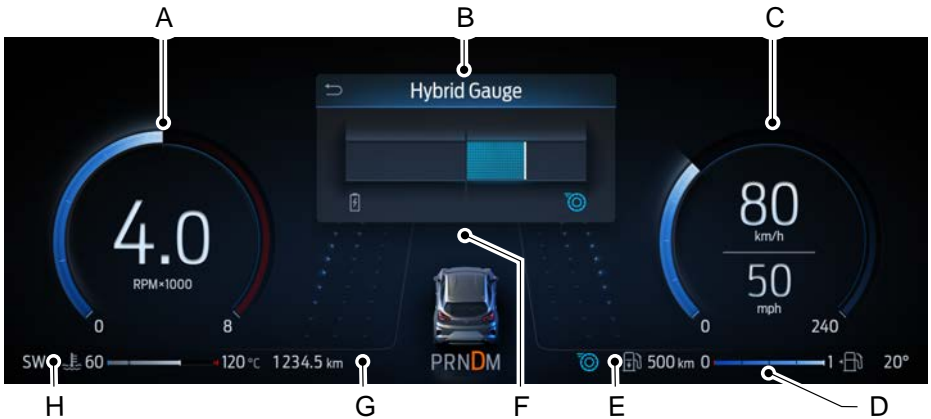 A B C
Hybrid Gauge
4.0
RPM×1000
0 8
80
km/h
50
mph
0 240
SW 60 120 °C 1234.5 km PRNDM 500 km 0 1 20°
H G F E D